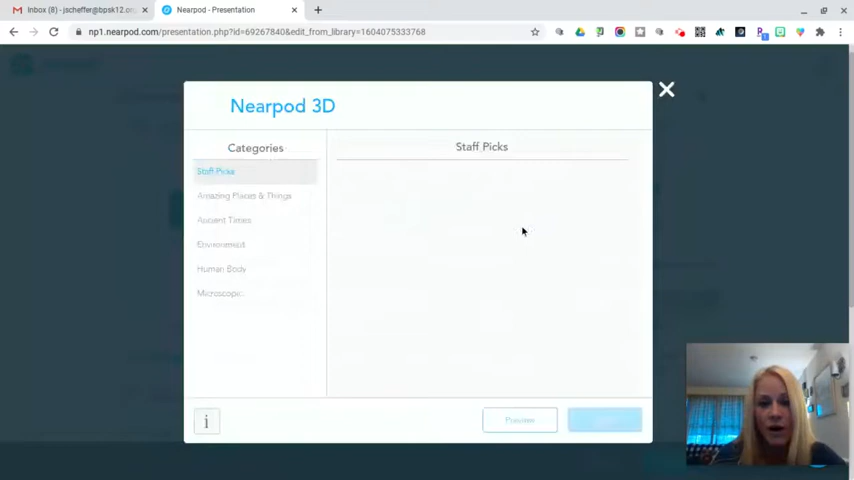 Inbox (8) - jscheffer@bpsk12.org
Nearpod - Presentation
np1.nearpod.com/presentation.php?id=69267840&edit_from_library=1604075333768
Nearpod 3D
Categories
Staff Picks
Staff Picks
Amazing Places & Things
Ancient Times
Environment
Human Body
Microscopic
i
Preview